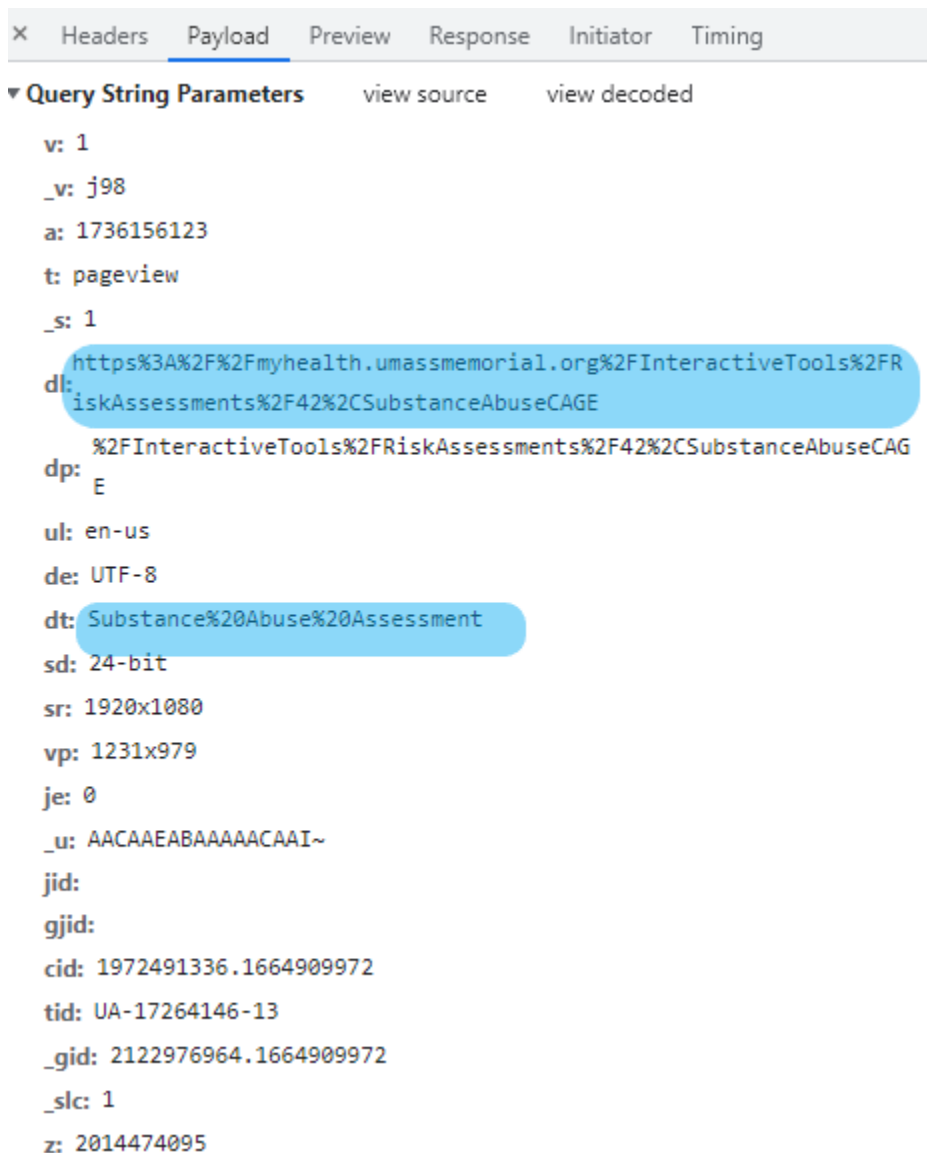 × Headers Payload Preview Response Initiator Timing
▼ Query String Parameters view source view decoded
v: 1
_v: j98
a: 1736156123
t: pageview
_s: 1
dl: https%3A%2F%2Fmyhealth.umassmemorial.org%2FInteractiveTools%2FR
iskAssessments%2F42%2CSubstanceAbuseCAGE
dp: %2FInteractiveTools%2FRiskAssessments%2F42%2CSubstanceAbuseCAG
E
ul: en-us
de: UTF-8
dt: Substance%20Abuse%20Assessment
sd: 24-bit
sr: 1920x1080
vp: 1231x979
je: 0
_u: AACAAEABAAAAACAAI~
jid:
gjid:
cid: 1972491336.1664909972
tid: UA-17264146-13
_gid: 2122976964.1664909972
_slc: 1
z: 2014474095